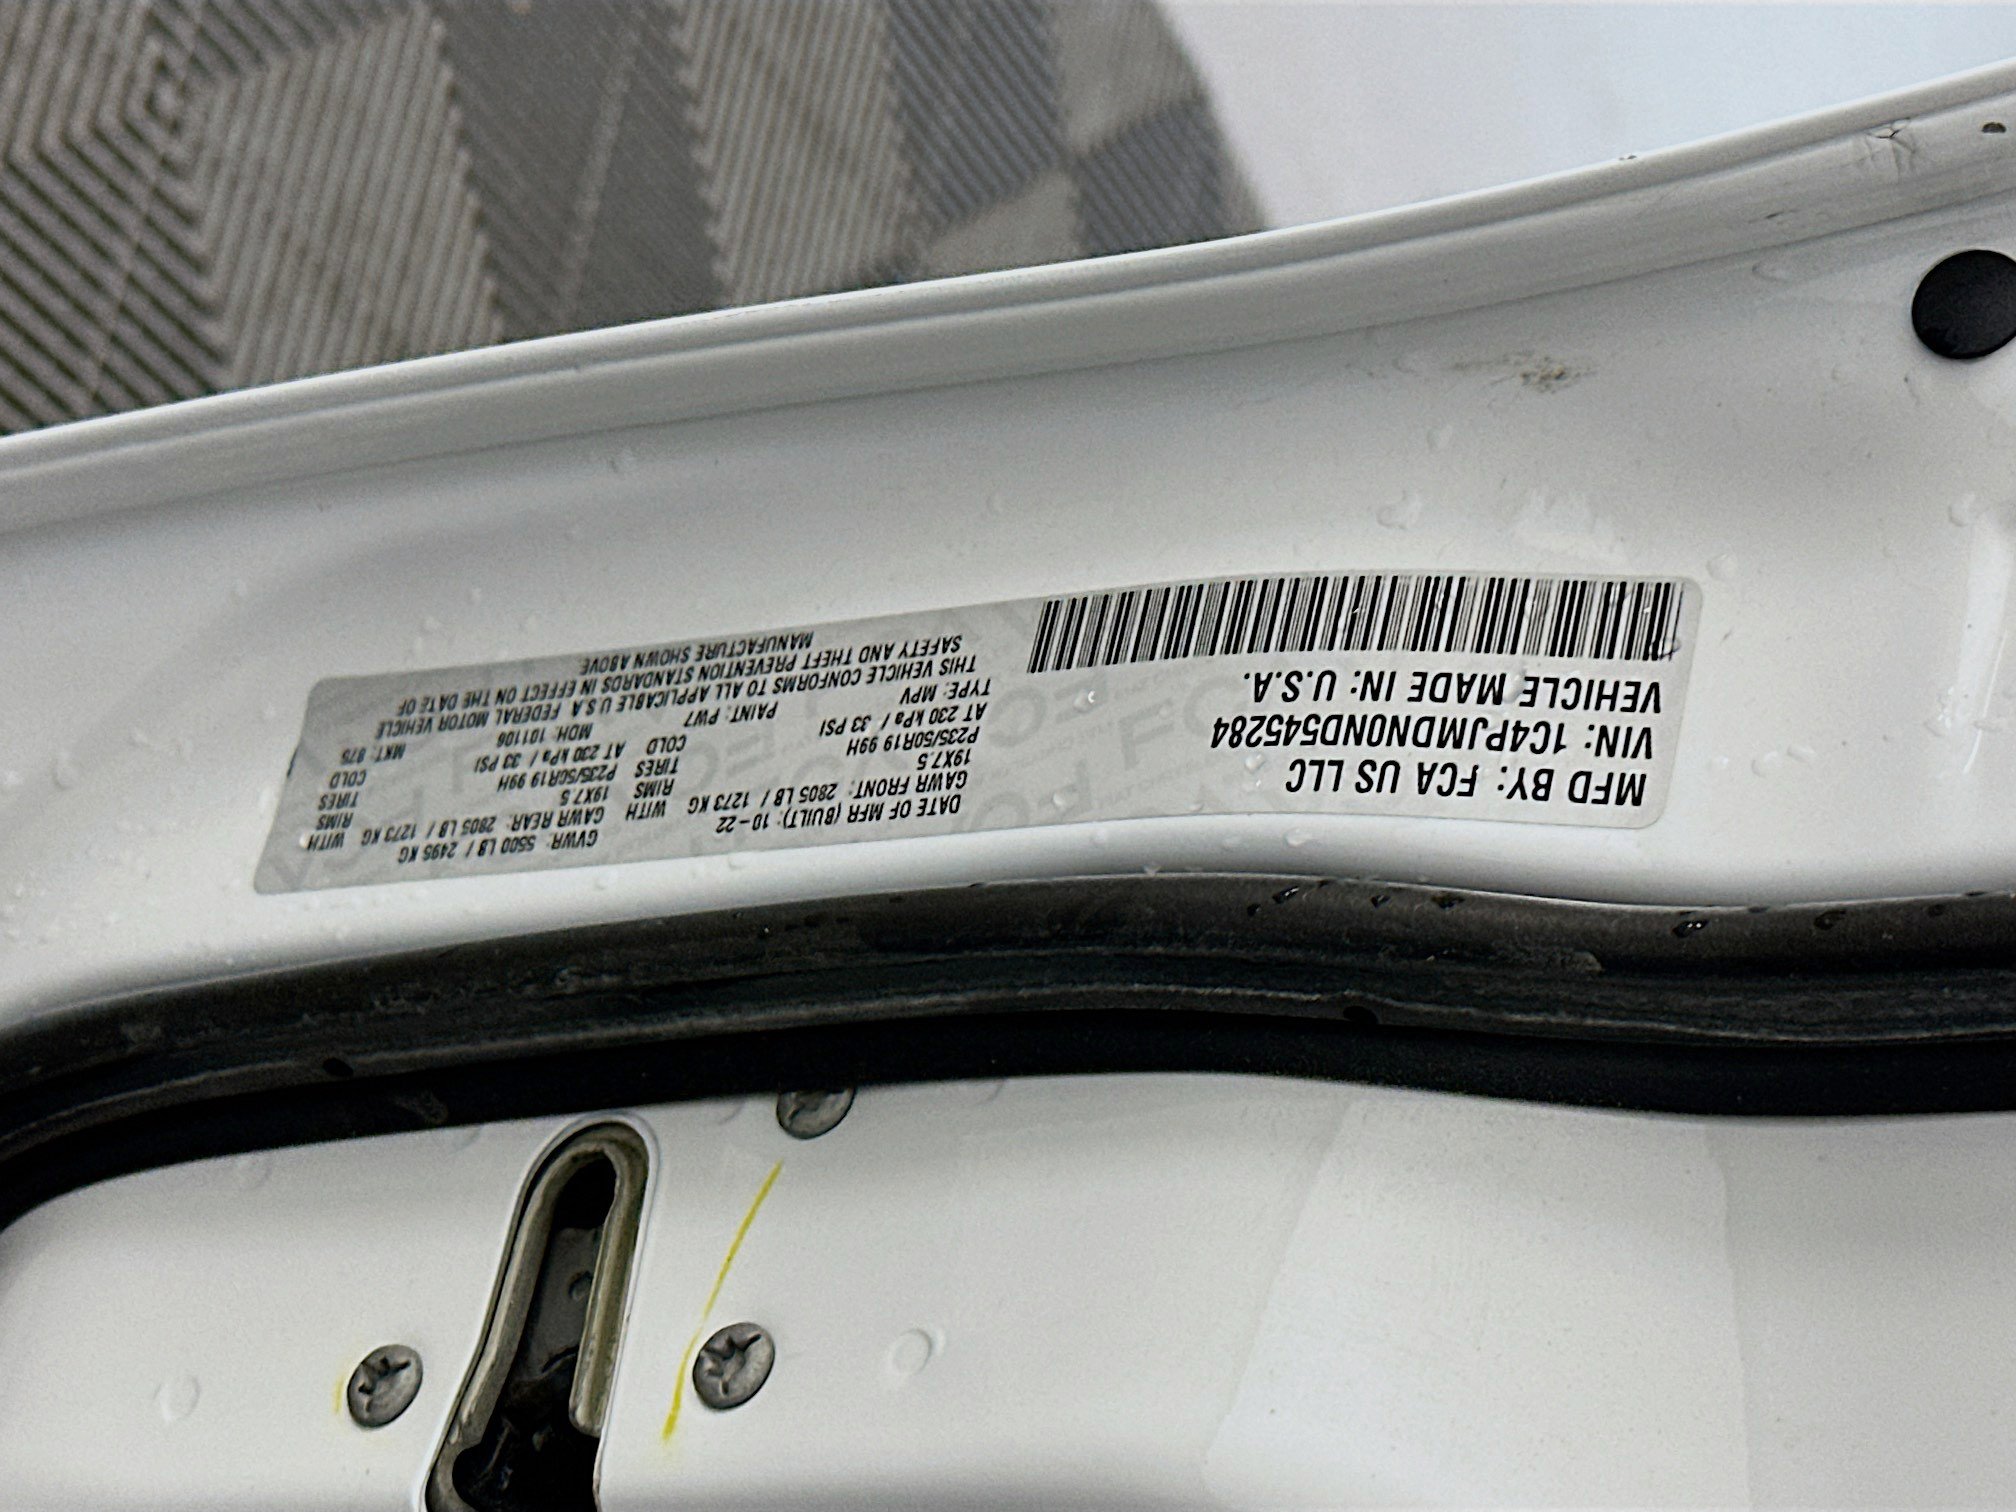 MFD BY: FCA US LLC
VIN: 1C4PJMDN0ND545284
VEHICLE MADE IN: U.S.A.
DATE OF MFR (BUILT): 10-22
GVWR: 5500 LB / 2495 KG
GAWR FRONT: 2805 LB / 1273 KG WITH
GAWR REAR: 2805 LB / 1273 KG WITH
19X7.5 RIMS
19X7.5 RIMS
P235/50R19 99H TIRES
P235/50R19 99H TIRES
AT 230 kPa / 33 PSI COLD
AT 230 kPa / 33 PSI COLD
TYPE: MPV PAINT: PW7 MDH: 101106 MKT: 875
THIS VEHICLE CONFORMS TO ALL APPLICABLE U.S.A. FEDERAL MOTOR VEHICLE
SAFETY AND THEFT PREVENTION STANDARDS IN EFFECT ON THE DATE OF
MANUFACTURE SHOWN ABOVE